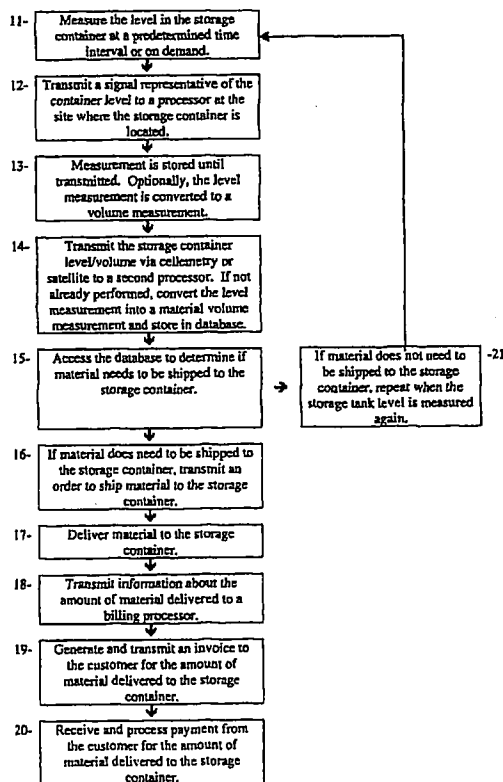 11-
Measure the level in the storage
container at a predetermined time
interval or on demand.
12-
Transmit a signal representative of the
container level to a processor at the
site where the storage container is
located.
13-
Measurement is stored until
transmitted. Optionally, the level
measurement is converted to a
volume measurement.
14-
Transmit the storage container
level/volume via cellemetry or
satellite to a second processor. If not
already performed, convert the level
measurement into a material volume
measurement and store in database.
15-
Access the database to determine if
material needs to be shipped to the
storage container.
If material does not need to
be shipped to the storage
container, repeat when the
storage tank level is measured
again.
-21
16-
If material does need to be shipped to
the storage container, transmit an
order to ship material to the storage
container.
17-
Deliver material to the storage
container.
18-
Transmit information about the
amount of material delivered to a
billing processor.
19-
Generate and transmit an invoice to
the customer for the amount of
material delivered to the storage
container.
20-
Receive and process payment from
the customer for the amount of
material delivered to the storage
container.